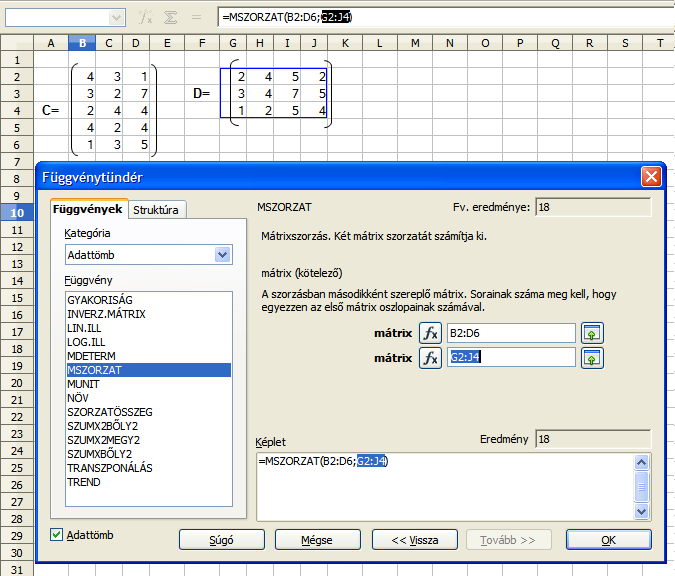 =MSZORZAT(B2:D6;G2:J4)
A B C D E F G H I J K L M N O P Q R S T
1
2 4 3 1 2 4 5 2
3 3 2 7 D= 3 4 7 5
4 C= 2 4 4 1 2 5 4
5 4 2 4
6 1 3 5
7
8
9
10
11
12
13
14
15
16
17
18
19
20
21
22
23
24
25
26
27
28
29
30
31
Függvénytündér
Függvények Struktúra
Kategória
Adattömb
Függvény
GYAKORISÁG
INVERZ.MÁTRIX
LIN.ILL
LOG.ILL
MDETERM
MSZORZAT
MUNIT
NÖV
SZORZATÖSSZEG
SZUMX2BŐLY2
SZUMX2MEGY2
SZUMXBŐLY2
TRANSZPONÁLÁS
TREND
MSZORZAT Fv. eredménye: 18
Mátrixszorzás. Két mátrix szorzatát számítja ki.
mátrix (kötelező)
A szorzásban másodikként szereplő mátrix. Sorainak száma meg kell, hogy
egyezzen az első mátrix oszlopainak számával.
mátrix fx B2:D6
mátrix fx G2:J4
Képlet Eredmény 18
=MSZORZAT(B2:D6;G2:J4)
Adattömb Súgó Mégse << Vissza Tovább >> OK